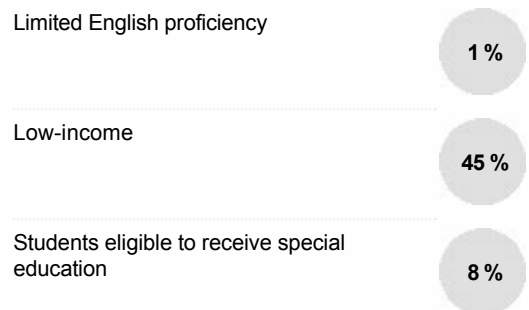 Limited English proficiency
1 %
Low-income
45 %
Students eligible to receive special
education
8 %